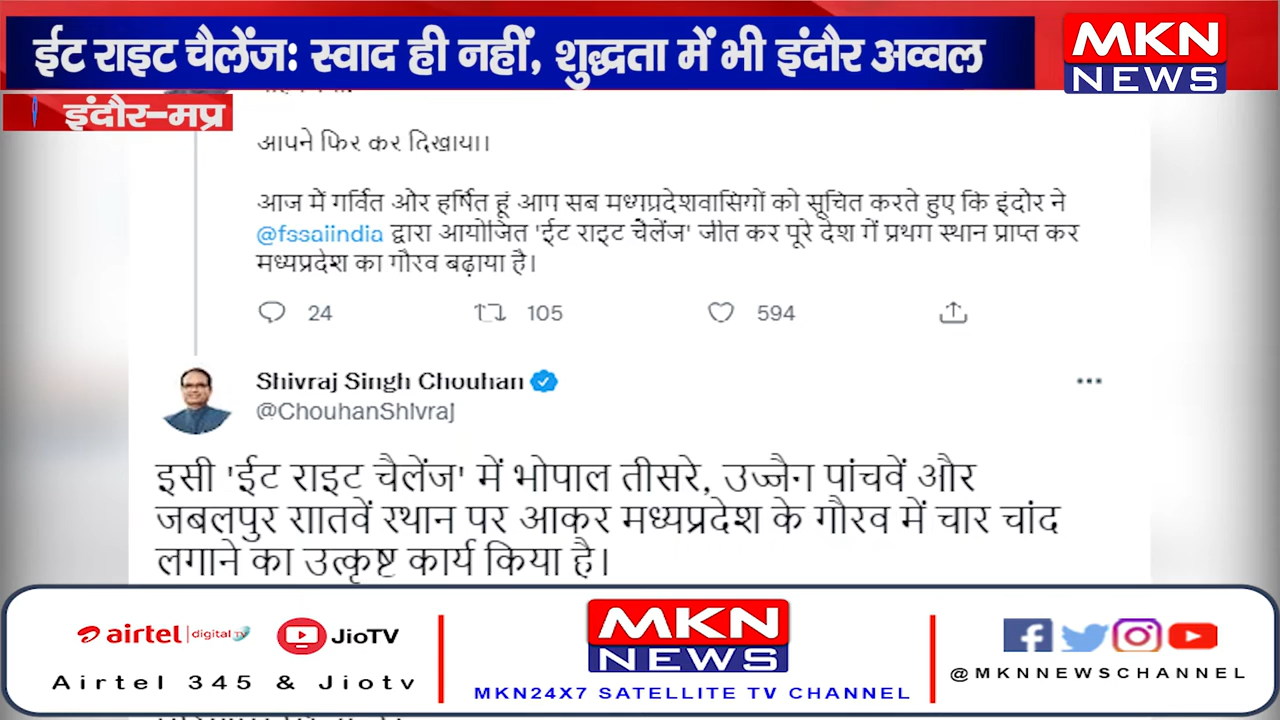 ईट राइट चैलेंज: स्वाद ही नहीं, शुद्धता में भी इंदौर अव्वल
MKN
NEWS
इंदौर-मप्र
आपने फिर कर दिखाया।
आज में गर्वित और हर्षित हूं आप सब मध्यप्रदेशवासियों को सूचित करते हुए कि इंदौर ने
@fssaiindia द्वारा आयोजित 'ईट राइट चैलेंज' जीत कर पूरे देश में प्रथम स्थान प्राप्त कर
मध्यप्रदेश का गौरव बढ़ाया है।
24 105 594
Shivraj Singh Chouhan
@ChouhanShivraj
इसी 'ईट राइट चैलेंज' में भोपाल तीसरे, उज्जैन पांचवें और
जबलपुर सातवें स्थान पर आकर मध्यप्रदेश के गौरव में चार चांद
लगाने का उत्कृष्ट कार्य किया है।
airtel digital TV
JioTV
Airtel 345 & Jiotv
MKN
NEWS
MKN24X7 SATELLITE TV CHANNEL
@MKNNEWSCHANNEL